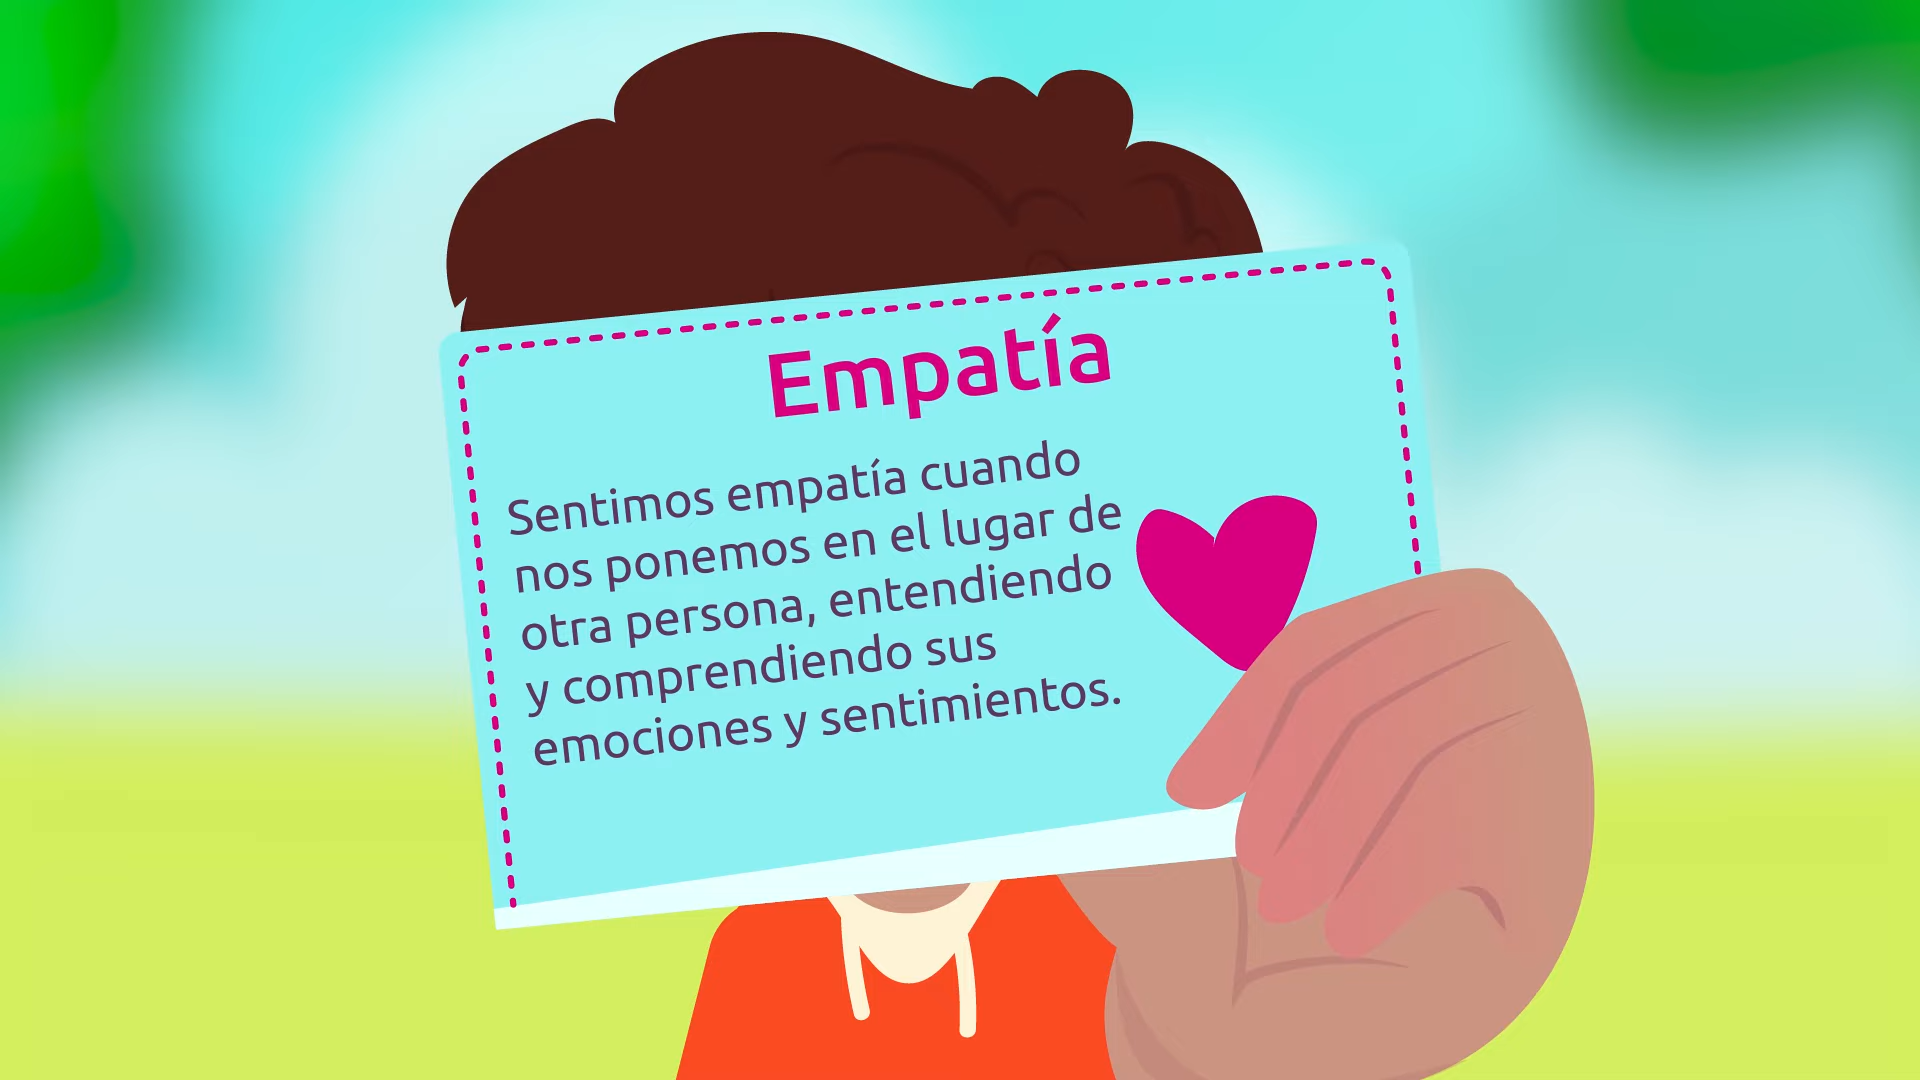 Empatía
Sentimos empatía cuando
nos ponemos en el lugar de
otra persona, entendiendo
y comprendiendo sus
emociones y sentimientos.